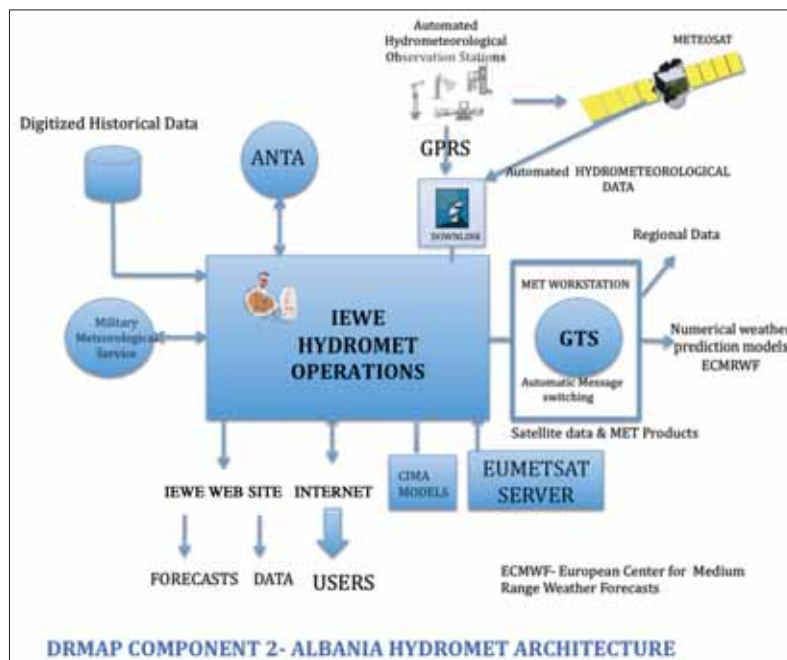 Automated
Hydrometeorological
Observation Stations
METEOSAT
Digitized Historical Data
ANTA
GPRS
Automated HYDROMETEOROLOGICAL
DATA
DOWNLINK
Regional Data
MET WORKSTATION
IEWE
HYDROMET
OPERATIONS
Military
Meteorological
Service
GTS
Numerical weather
prediction models
ECMRWF
Automatic Message
switching
Satellite data & MET Products
CIMA
MODELS
EUMETSAT
SERVER
IEWE WEB SITE
INTERNET
FORECASTS
DATA
USERS
ECMWF- European Center for Medium
Range Weather Forecasts
DRMAP COMPONENT 2- ALBANIA HYDROMET ARCHITECTURE